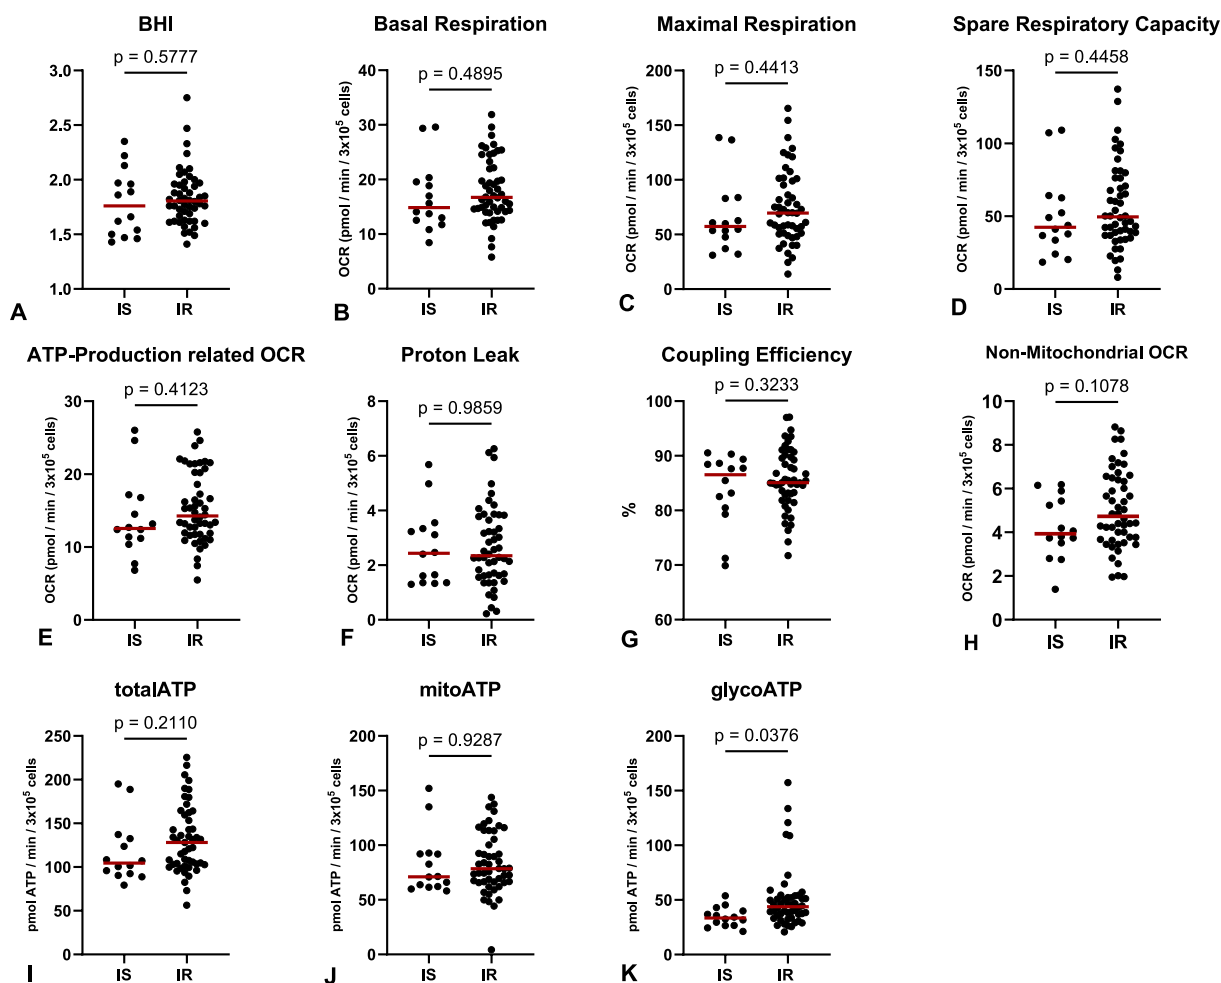 BHI
p = 0.5777
3.0
2.5
2.0
1.5
1.0
IS IR
A
Basal Respiration
p = 0.4895
OCR (pmol / min / 3x10⁵ cells)
40
30
20
10
0
IS IR
B
Maximal Respiration
p = 0.4413
OCR (pmol / min / 3x10⁵ cells)
200
150
100
50
0
IS IR
C
Spare Respiratory Capacity
p = 0.4458
OCR (pmol / min / 3x10⁵ cells)
150
100
50
0
IS IR
D
ATP-Production related OCR
p = 0.4123
OCR (pmol / min / 3x10⁵ cells)
30
20
10
0
IS IR
E
Proton Leak
p = 0.9859
OCR (pmol / min / 3x10⁵ cells)
8
6
4
2
0
IS IR
F
Coupling Efficiency
p = 0.3233
%
100
90
80
70
60
IS IR
G
Non-Mitochondrial OCR
p = 0.1078
OCR (pmol / min / 3x10⁵ cells)
10
8
6
4
2
0
IS IR
H
totalATP
p = 0.2110
pmol ATP / min / 3x10⁵ cells
250
200
150
100
50
0
IS IR
I
mitoATP
p = 0.9287
pmol ATP / min / 3x10⁵ cells
200
150
100
50
0
IS IR
J
glycoATP
p = 0.0376
pmol ATP / min / 3x10⁵ cells
200
150
100
50
0
IS IR
K